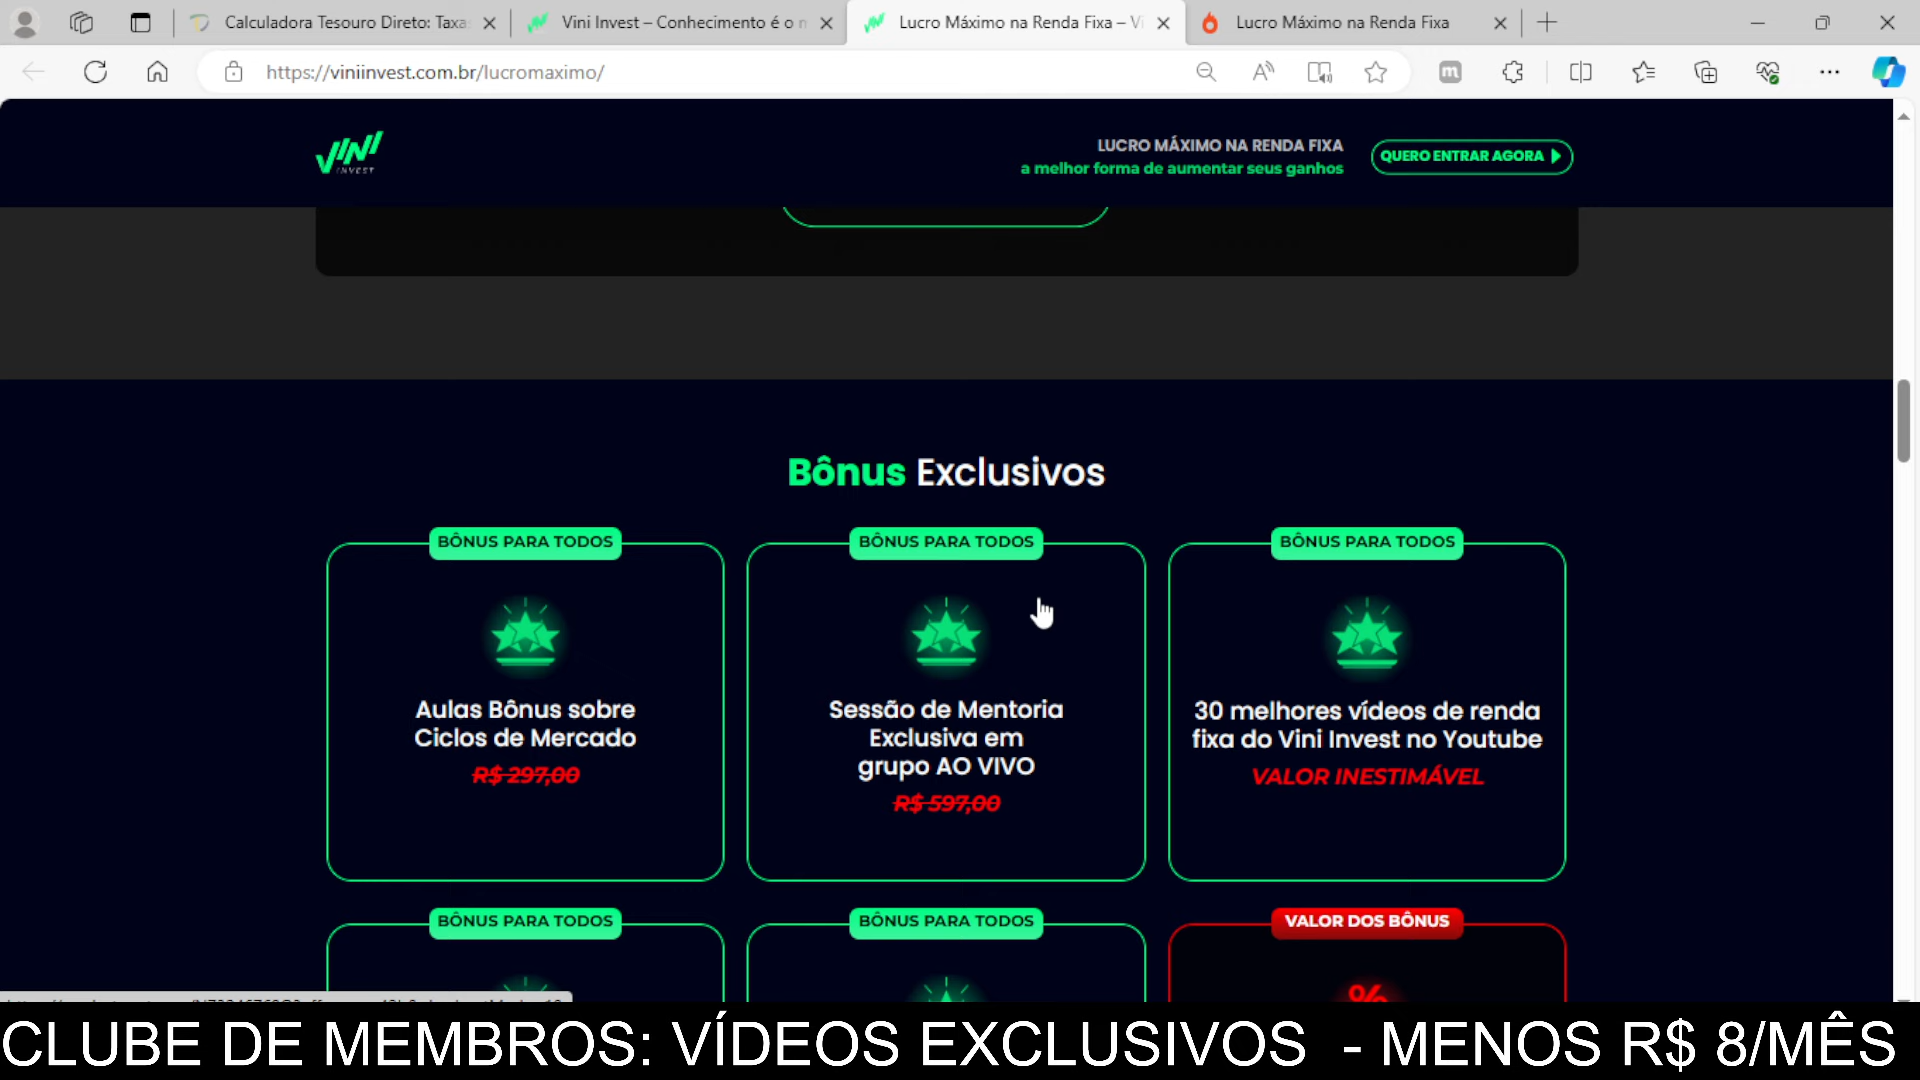 Calculadora Tesouro Direto: Taxa
Vini Invest – Conhecimento é o m
Lucro Máximo na Renda Fixa – Vi
Lucro Máximo na Renda Fixa
https://viniinvest.com.br/lucromaximo/
VINI
INVEST
LUCRO MÁXIMO NA RENDA FIXA
a melhor forma de aumentar seus ganhos
QUERO ENTRAR AGORA
Bônus Exclusivos
BÔNUS PARA TODOS
Aulas Bônus sobre
Ciclos de Mercado
R$ 297,00
BÔNUS PARA TODOS
Sessão de Mentoria
Exclusiva em
grupo AO VIVO
R$ 597,00
BÔNUS PARA TODOS
30 melhores vídeos de renda
fixa do Vini Invest no Youtube
VALOR INESTIMÁVEL
BÔNUS PARA TODOS
BÔNUS PARA TODOS
VALOR DOS BÔNUS
%
CLUBE DE MEMBROS: VÍDEOS EXCLUSIVOS - MENOS R$ 8/MÊS